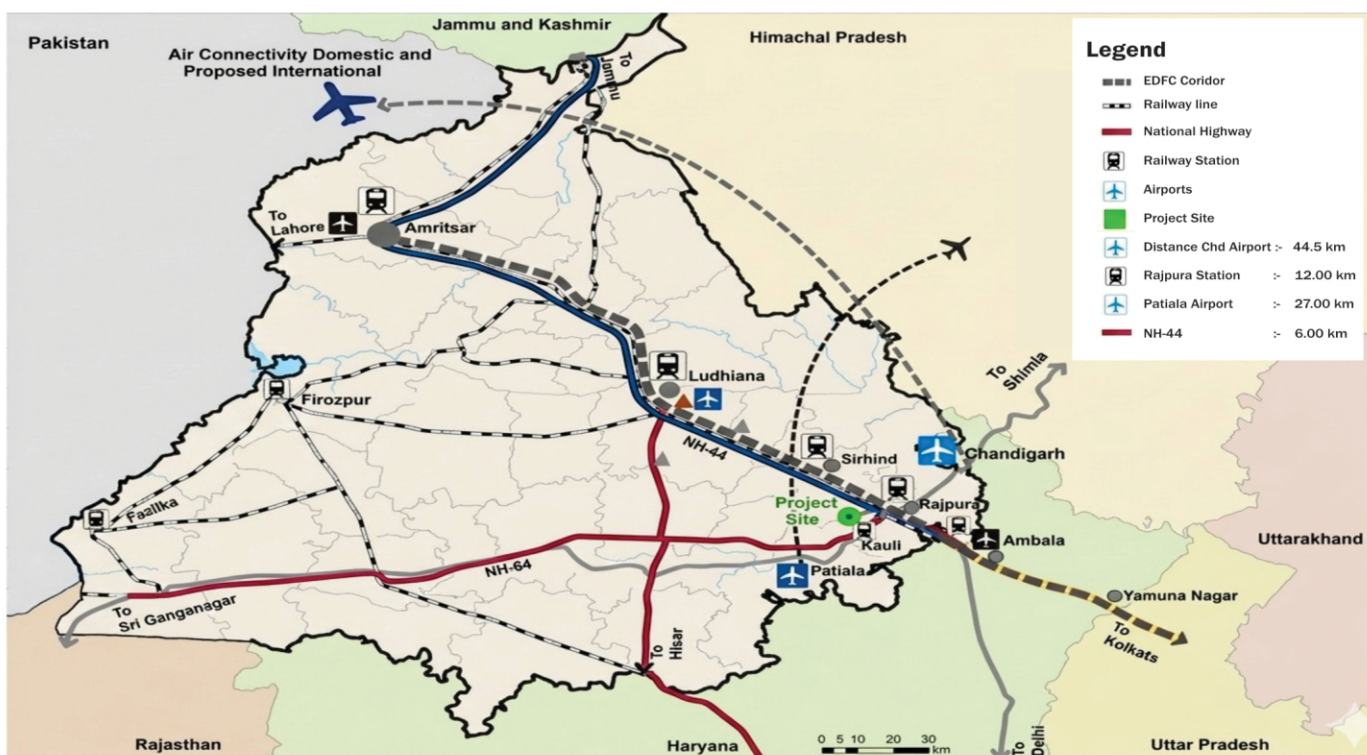 Jammu and Kashmir
Pakistan
Himachal Pradesh
Air Connectivity Domestic and
Proposed International
To
Jammu
Legend
EDFC Coridor
Railway line
National Highway
Railway Station
Airports
Project Site
Distance Chd Airport :- 44.5 km
Rajpura Station :- 12.00 km
Patiala Airport :- 27.00 km
NH-44 :- 6.00 km
To
Lahore
Amritsar
To
Shimla
Ludhiana
Firozpur
NH-44
Sirhind
Chandigarh
Project
Site
Rajpura
Fazilka
Kauli
Ambala
Uttarakhand
NH-64
Patiala
Yamuna Nagar
To
Sri Ganganagar
To
Kolkats
To
Hisar
Rajasthan
Haryana
0 5 10 20 30
km
To
Delhi
Uttar Pradesh